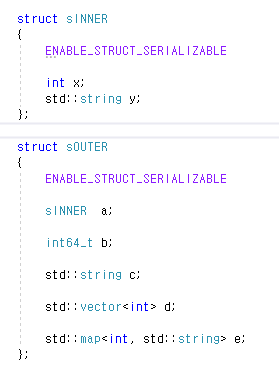 struct sINNER
{
    ENABLE_STRUCT_SERIALIZABLE
    int x;
    std::string y;
};
struct sOUTER
{
    ENABLE_STRUCT_SERIALIZABLE
    sINNER  a;
    int64_t b;
    std::string c;
    std::vector<int> d;
    std::map<int, std::string> e;
};